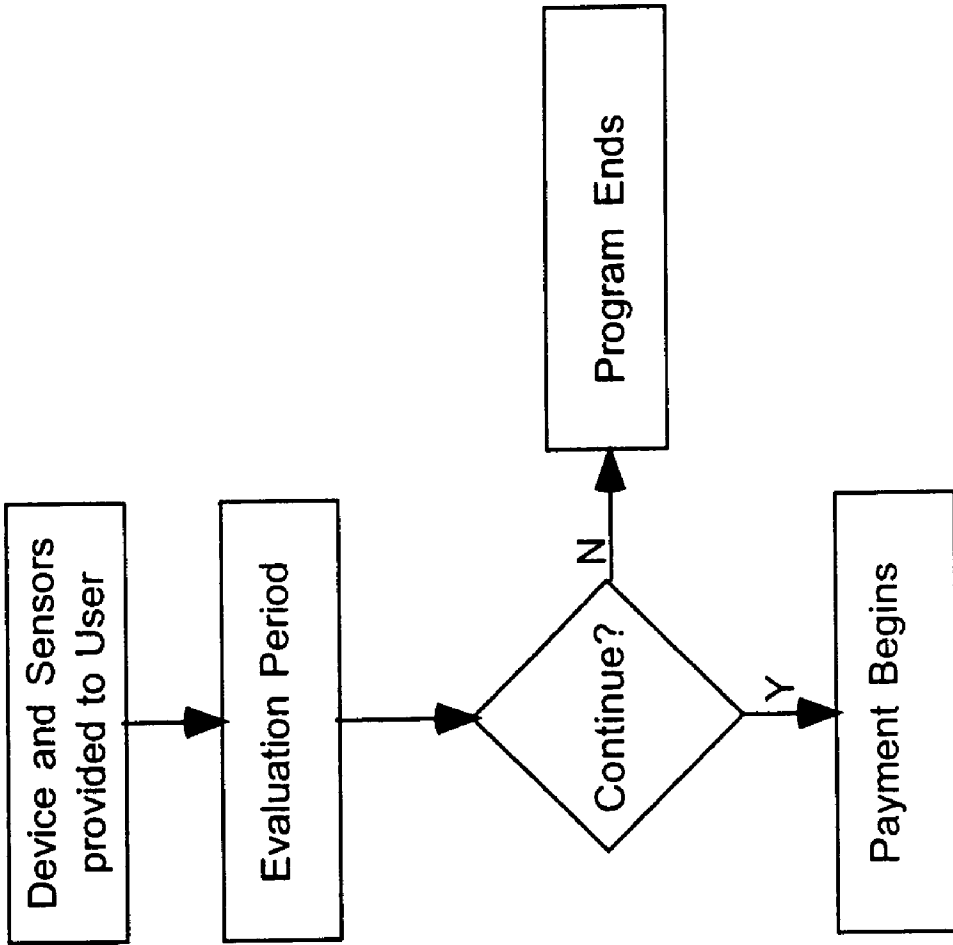 Device and Sensors
provided to User
Evaluation Period
Continue?
N
Program Ends
Y
Payment Begins